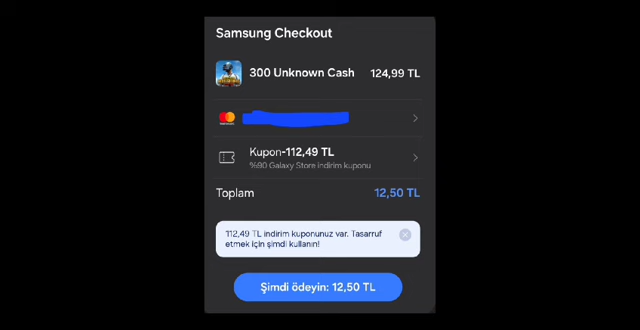 Samsung Checkout
300 Unknown Cash 124,99 TL
Kupon-112,49 TL
%90 Galaxy Store indirim kuponu
Toplam 12,50 TL
112,49 TL indirim kuponunuz var. Tasarruf
etmek için şimdi kullanın!
Şimdi ödeyin: 12,50 TL